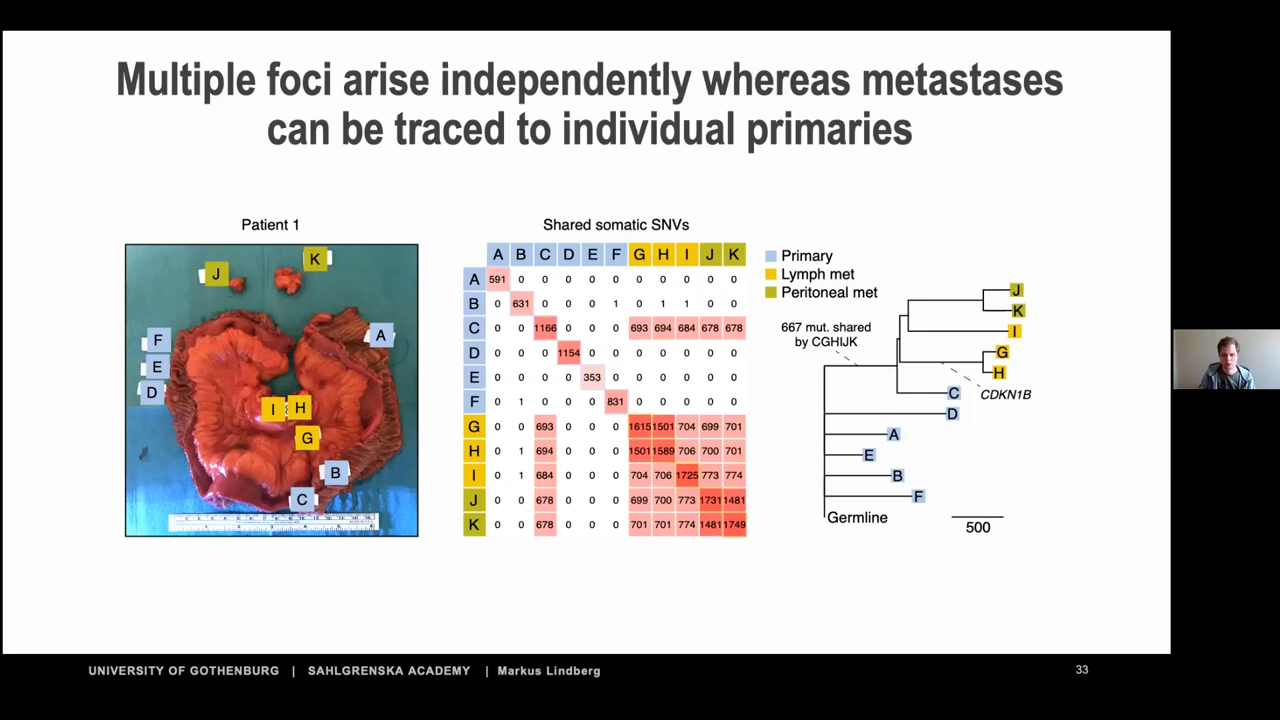 Multiple foci arise independently whereas metastases
can be traced to individual primaries
Patient 1
J
K
F
A
E
D
I
H
G
B
C
Shared somatic SNVs
A B C D E F G H I J K
A 591 0 0 0 0 0 0 0 0 0 0
B 0 631 0 0 0 1 0 1 1 0 0
C 0 0 1166 0 0 0 693 694 684 678 678
D 0 0 0 1154 0 0 0 0 0 0 0
E 0 0 0 0 353 0 0 0 0 0 0
F 0 1 0 0 0 831 0 0 0 0 0
G 0 0 693 0 0 0 1615 1501 704 699 701
H 0 1 694 0 0 0 1501 1589 706 700 701
I 0 1 684 0 0 0 704 706 1725 773 774
J 0 0 678 0 0 0 699 700 773 1731 1481
K 0 0 678 0 0 0 701 701 774 1481 1749
Primary
Lymph met
Peritoneal met
667 mut. shared
by CGHIJK
J
K
I
G
H
C
CDKN1B
D
A
E
B
F
Germline
500
UNIVERSITY OF GOTHENBURG | SAHLGRENSKA ACADEMY | Markus Lindberg
33